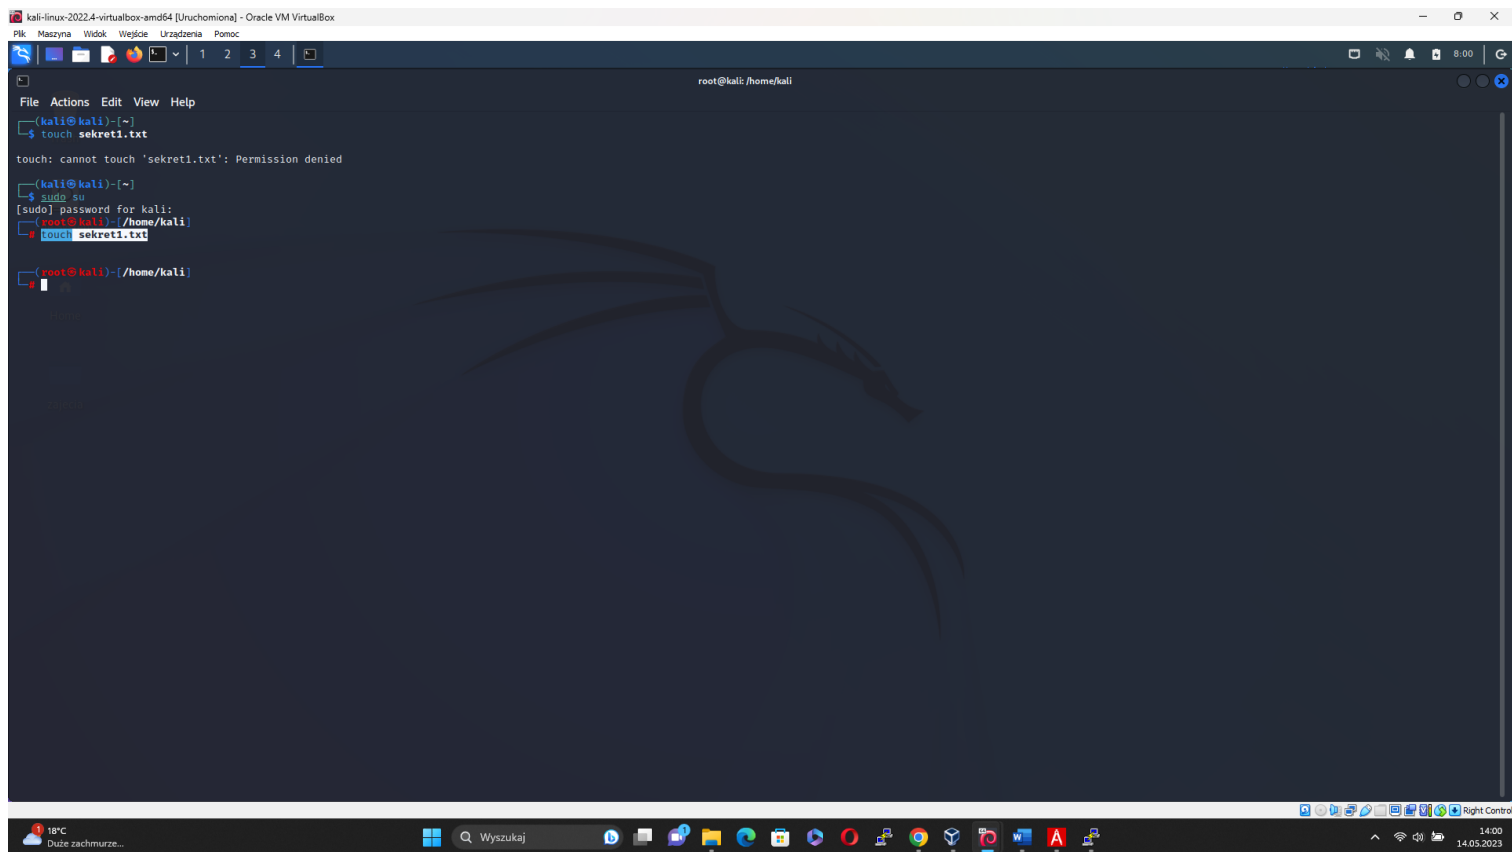 kali-linux-2022.4-virtualbox-amd64 [Uruchomiona] - Oracle VM VirtualBox
Plik Maszyna Widok Wejście Urządzenia Pomoc
1 2 3 4
8:00
root@kali: /home/kali
File Actions Edit View Help
┌──(kali㉿kali)-[~]
└─$ touch sekret1.txt
touch: cannot touch 'sekret1.txt': Permission denied
┌──(kali㉿kali)-[~]
└─$ sudo su
[sudo] password for kali:
┌──(root㉿kali)-[/home/kali]
└─# touch sekret1.txt
┌──(root㉿kali)-[/home/kali]
└─#
Right Control
1
18°C
Duże zachmurze...
Wyszukaj
14:00
14.05.2023